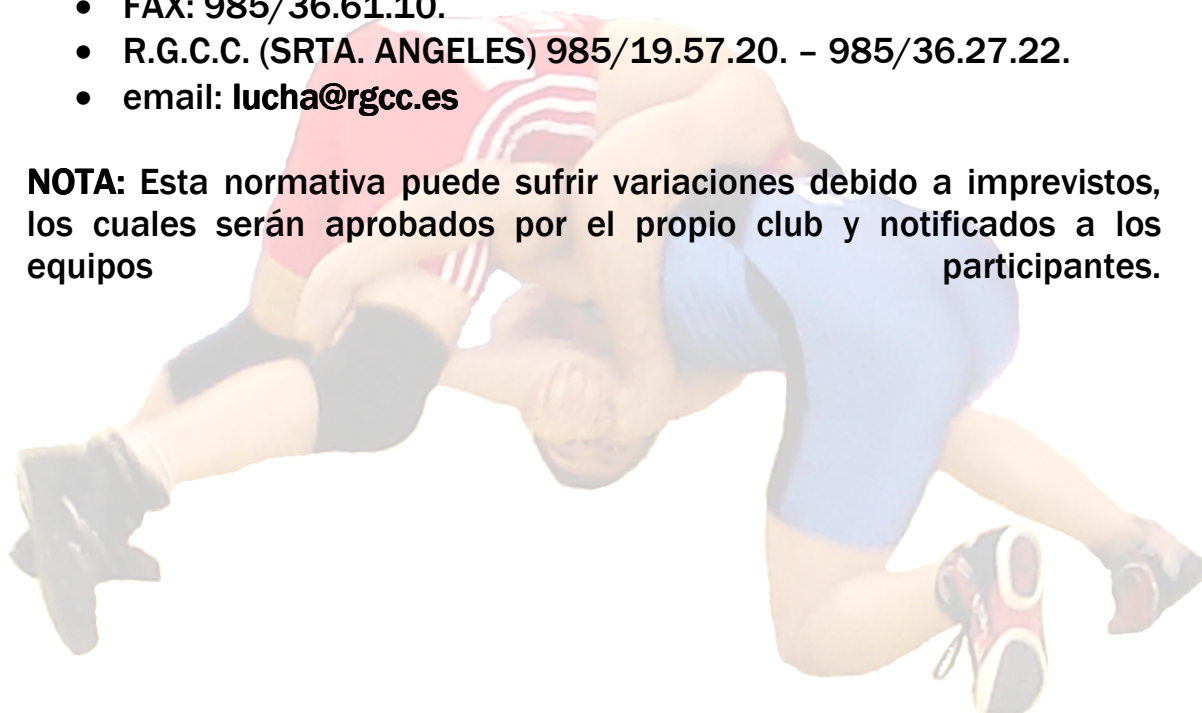 • FAX: 985/36.61.10.
• R.G.C.C. (SRTA. ANGELES) 985/19.57.20. – 985/36.27.22.
• email: lucha@rgcc.es
NOTA: Esta normativa puede sufrir variaciones debido a imprevistos,
los cuales serán aprobados por el propio club y notificados a los
equipos participantes.